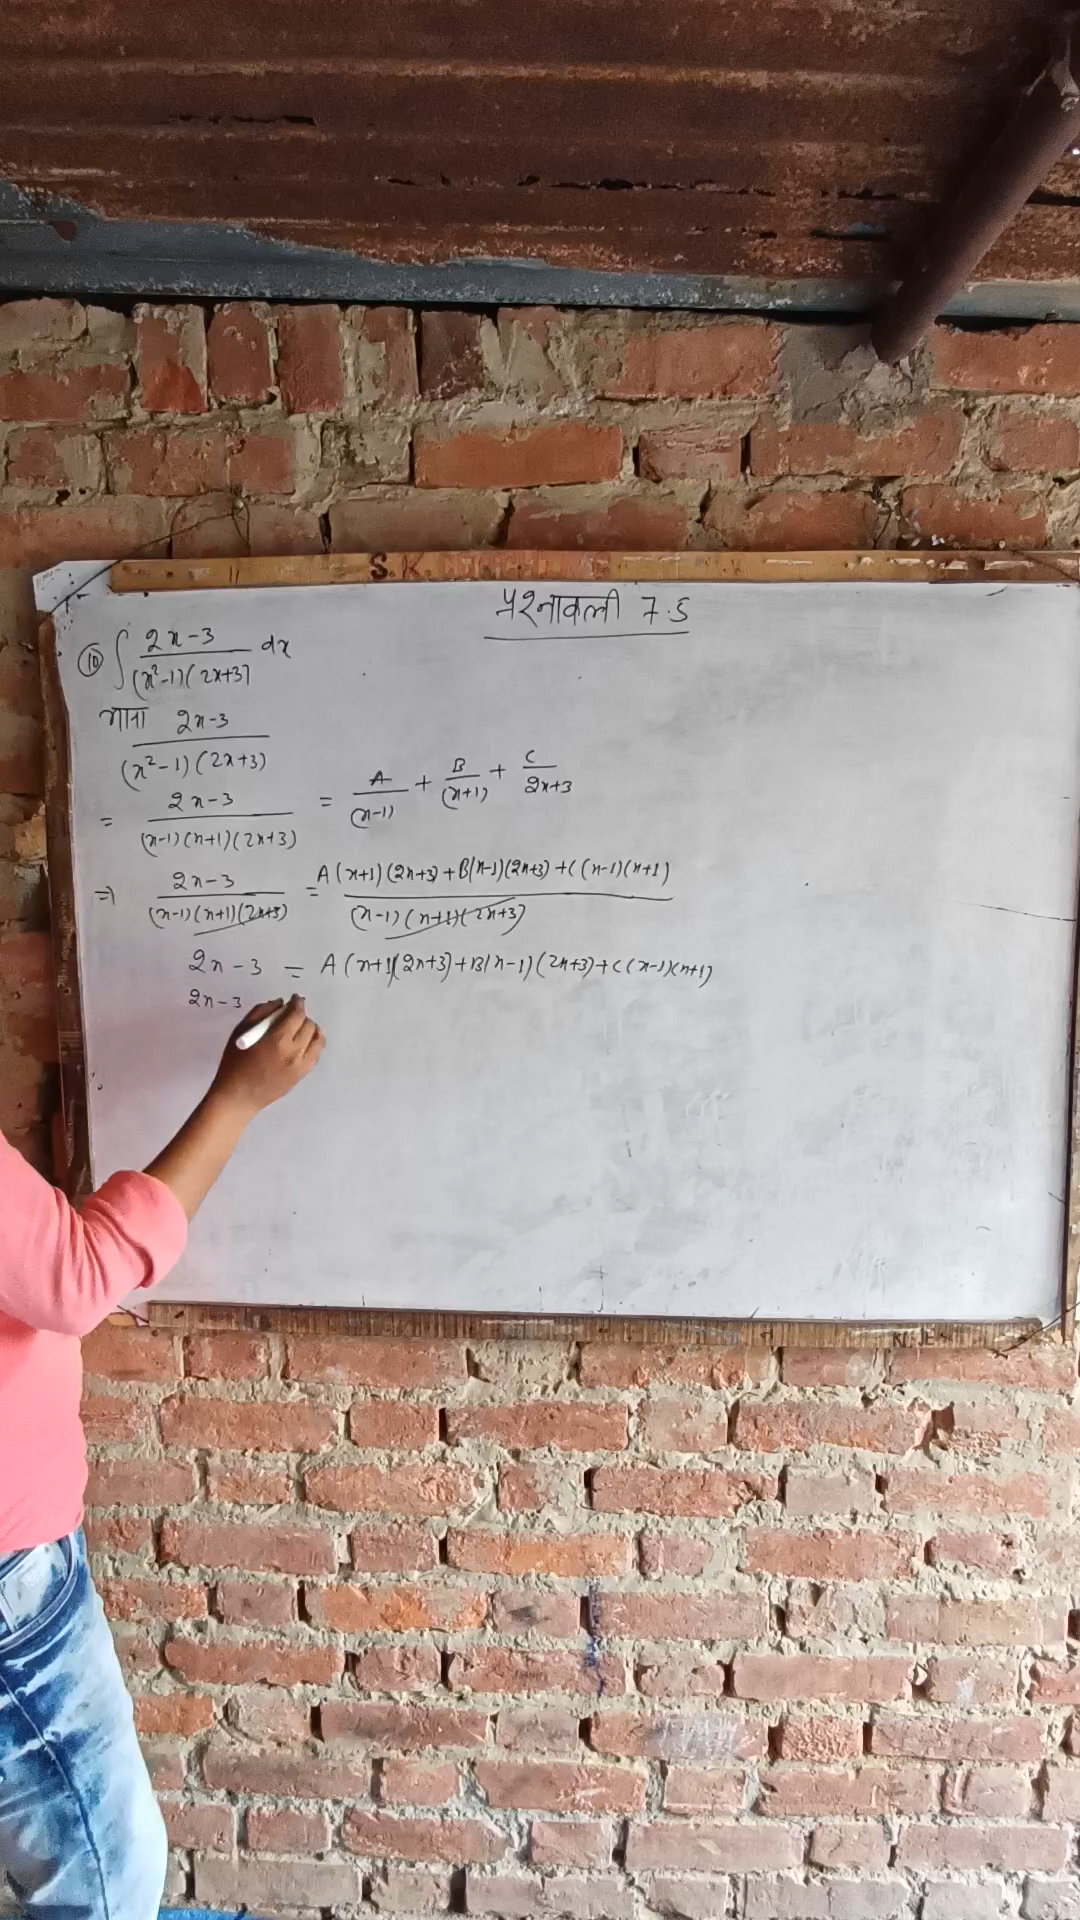 S.K.
प्रश्नावली 7.5
(10) ∫ 2x-3 / (x²-1)(2x+3) dx
माना 2x-3 / (x²-1)(2x+3)
= 2x-3 / (x-1)(x+1)(2x+3) = A / (x-1) + B / (x+1) + C / 2x+3
⇒ 2x-3 / (x-1)(x+1)(2x+3) = A(x+1)(2x+3)+B(x-1)(2x+3)+C(x-1)(x+1) / (x-1)(x+1)(2x+3)
2x-3 = A(x+1)(2x+3)+B(x-1)(2x+3)+C(x-1)(x+1)
2x-3